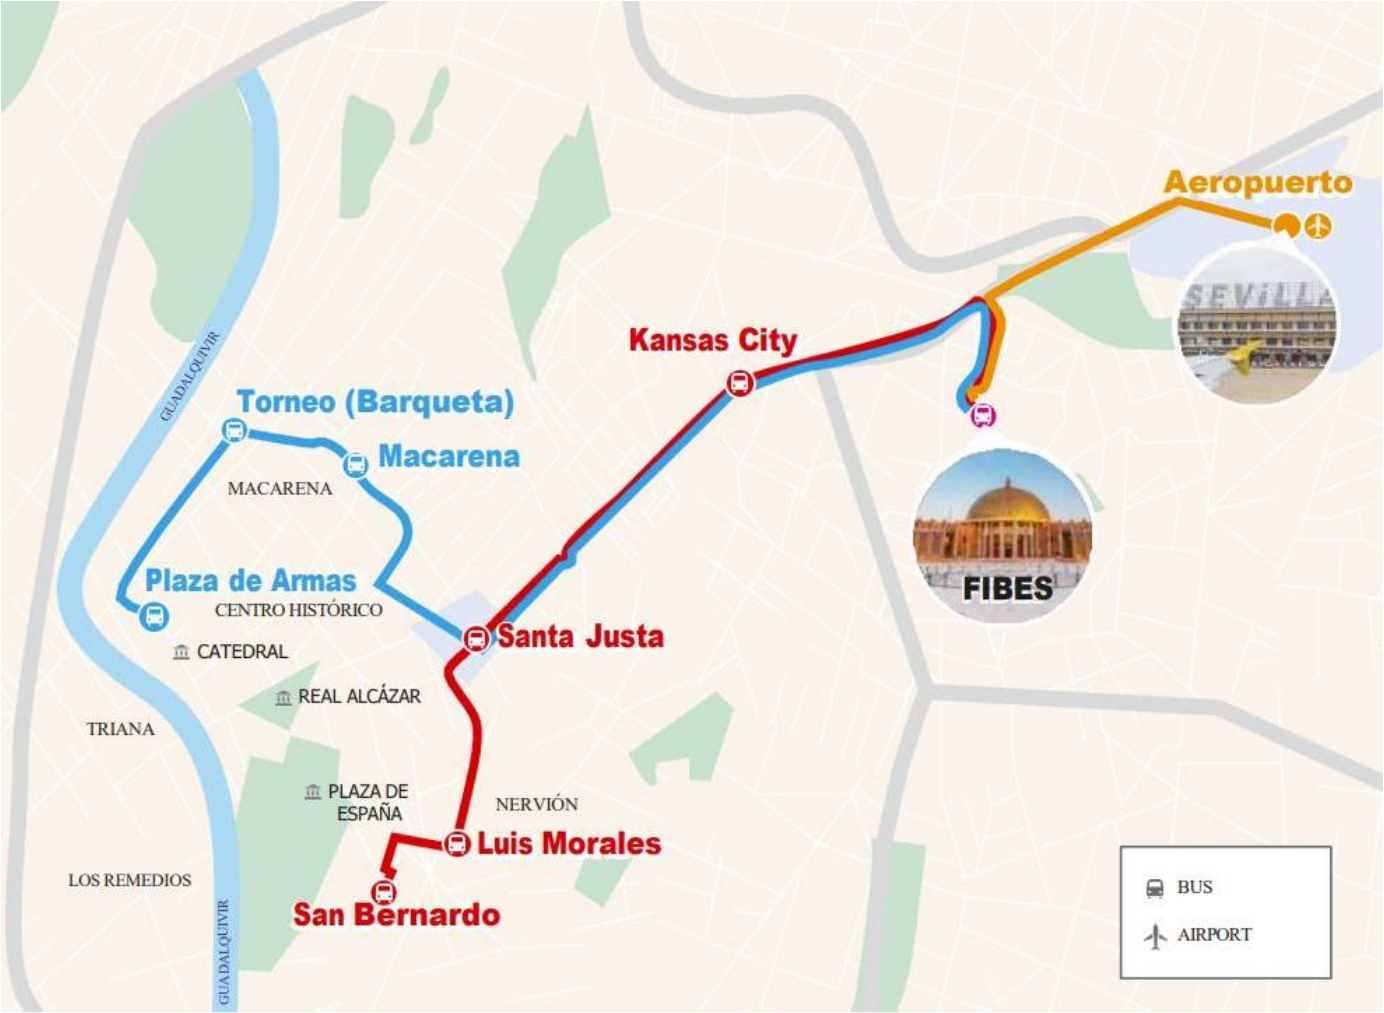 Aeropuerto
SEVILLA
Kansas City
GUADALQUIVIR
Torneo (Barqueta)
Macarena
MACARENA
FIBES
Plaza de Armas
CENTRO HISTÓRICO
Santa Justa
CATEDRAL
REAL ALCÁZAR
TRIANA
PLAZA DE
ESPAÑA
NERVIÓN
Luis Morales
LOS REMEDIOS
San Bernardo
GUADALQUIVIR
BUS
AIRPORT